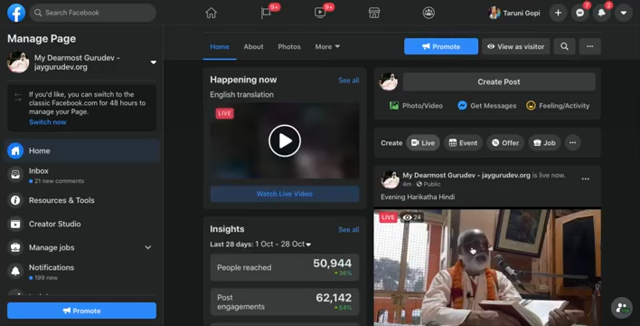 Search Facebook
9+
9+
Taruni Gopi
7
2
Manage Page
My Dearmost Gurudev -
jaygurudev.org
If you'd like, you can switch to the
classic Facebook.com for 48 hours to
manage your Page.
Switch now
Home
Inbox
21 new comments
Resources & Tools
Creator Studio
Manage jobs
Notifications
199 new
Promote
Home
About
Photos
More
Promote
View as visitor
Happening now
See all
English translation
LIVE
Watch Live Video
Insights
See all
Last 28 days: 1 Oct - 28 Oct
People reached
50,944
36%
Post
engagements
62,142
54%
Create Post
Photo/Video
Get Messages
Feeling/Activity
Create
Live
Event
Offer
Job
My Dearmost Gurudev - jaygurudev.org is live now.
4m · Public
Evening Harikatha Hindi
LIVE
24